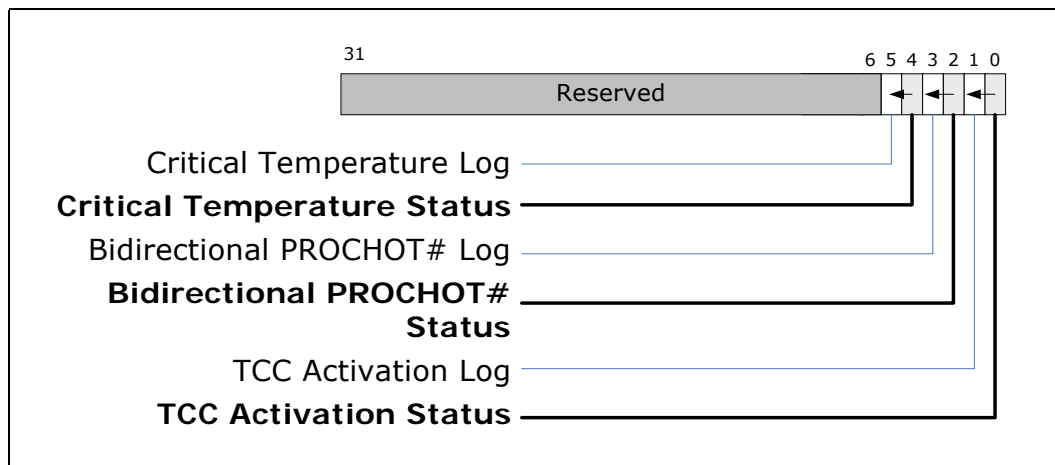 31
6 5 4 3 2 1 0
Reserved
Critical Temperature Log
Critical Temperature Status
Bidirectional PROCHOT# Log
Bidirectional PROCHOT#
Status
TCC Activation Log
TCC Activation Status